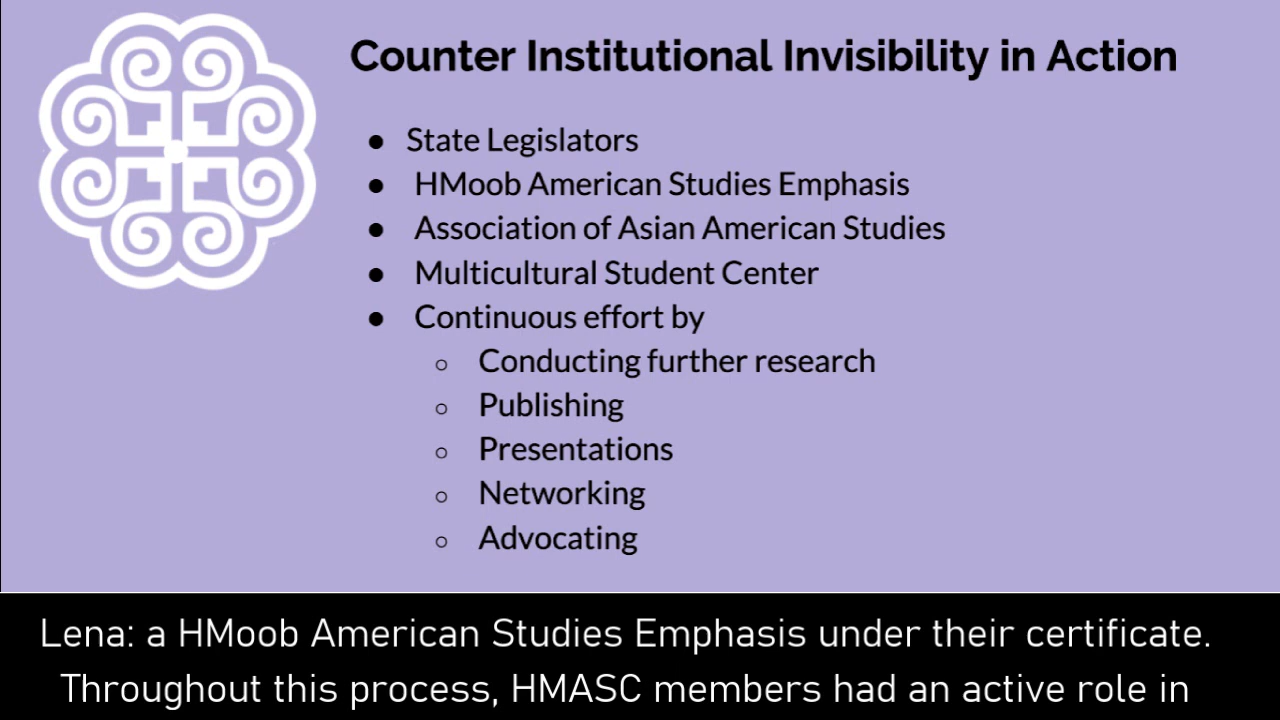 Counter Institutional Invisibility in Action
● State Legislators
● HMoob American Studies Emphasis
● Association of Asian American Studies
● Multicultural Student Center
● Continuous effort by
○ Conducting further research
○ Publishing
○ Presentations
○ Networking
○ Advocating
Lena: a HMoob American Studies Emphasis under their certificate.
Throughout this process, HMASC members had an active role in